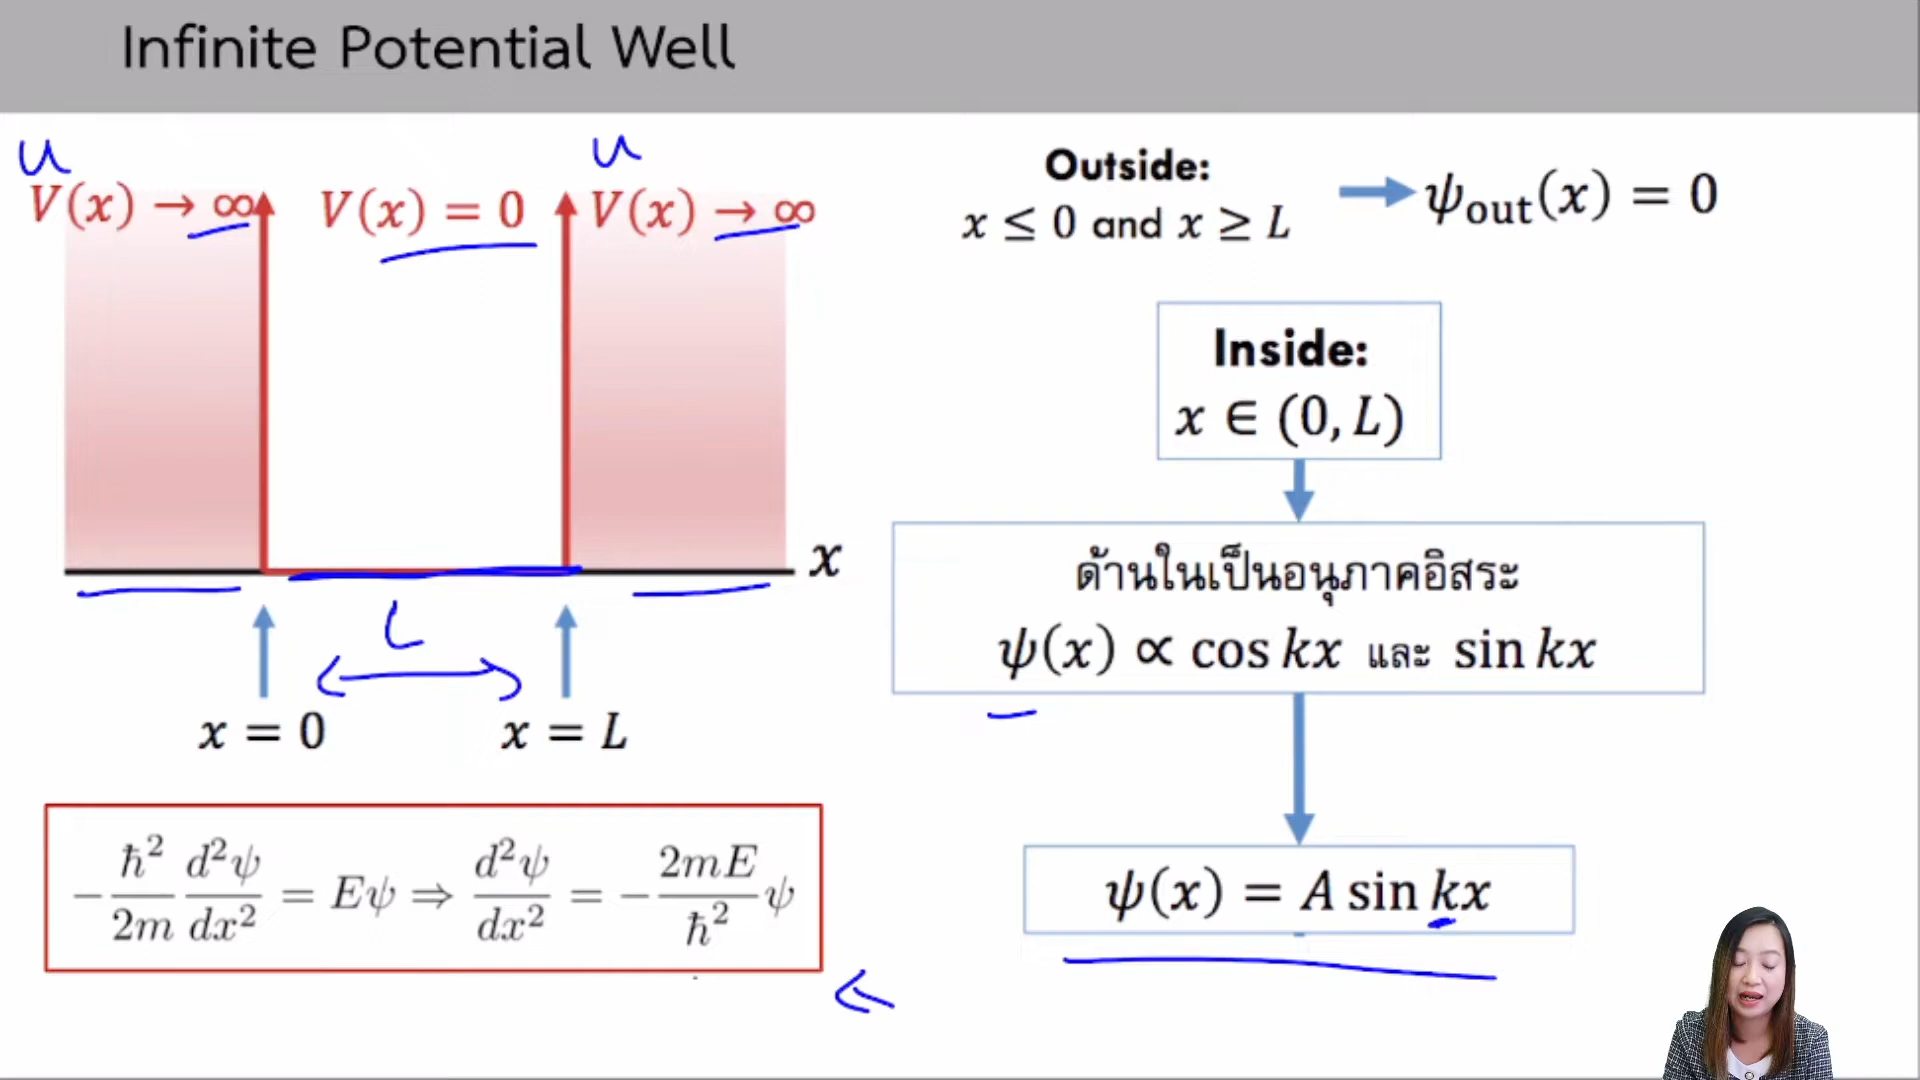 Infinite Potential Well
u
u
V(x) → ∞
V(x) = 0
V(x) → ∞
x
L
x = 0
x = L
−ℏ²/2m d²ψ/dx² = Eψ ⇒ d²ψ/dx² = −2mE/ℏ² ψ
Outside:
x ≤ 0 and x ≥ L
ψout(x) = 0
Inside:
x ∈ (0, L)
ด้านในเป็นอนุภาคอิสระ
ψ(x) ∝ cos kx และ sin kx
ψ(x) = A sin kx